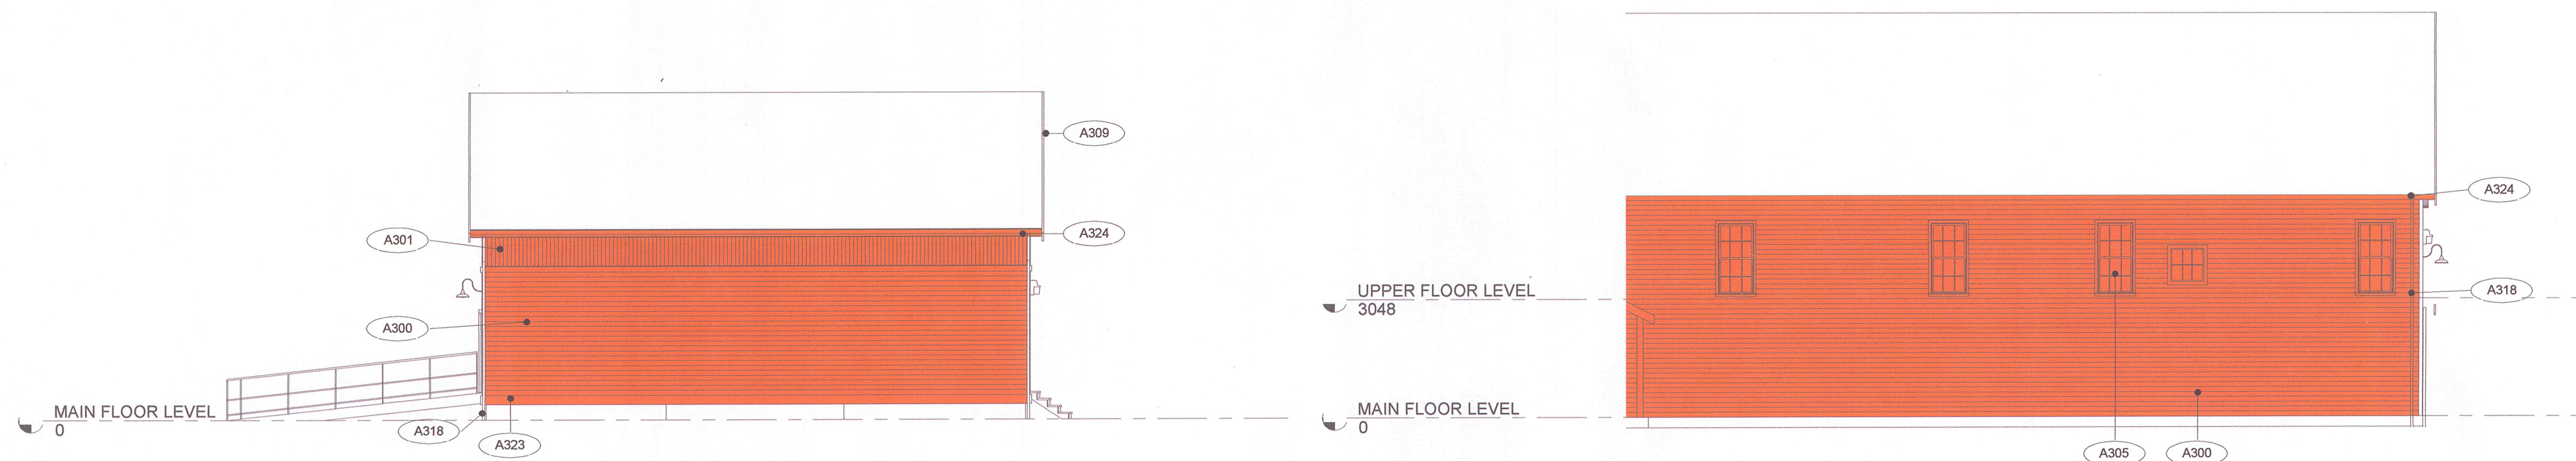 A309
A301
A324
A300
MAIN FLOOR LEVEL
0
A318
A323
A324
UPPER FLOOR LEVEL
3048
A318
MAIN FLOOR LEVEL
0
A305
A300